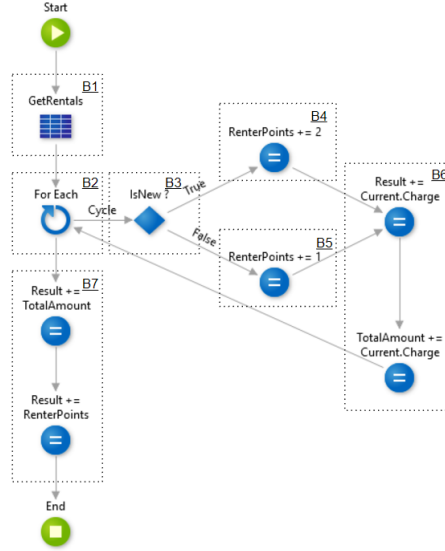 Start
B1
GetRentals
B2
For Each
Cycle
B3
IsNew ?
True
False
B4
RenterPoints += 2
B5
RenterPoints += 1
B6
Result +=
Current.Charge
TotalAmount +=
Current.Charge
B7
Result +=
TotalAmount
Result +=
RenterPoints
End